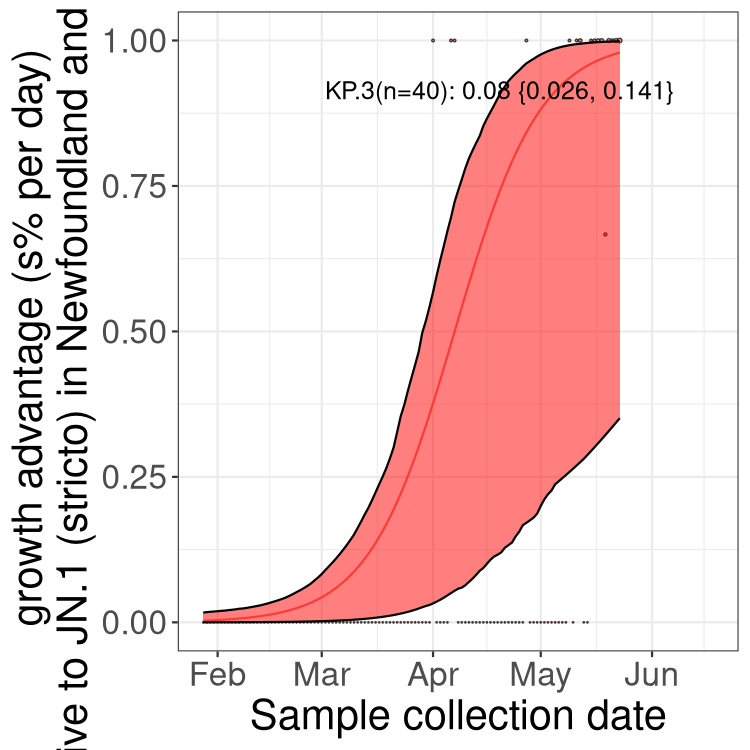 growth advantage (s% per day)
ive to JN.1 (stricto) in Newfoundland and
1.00
0.75
0.50
0.25
0.00
KP.3(n=40): 0.08 {0.026, 0.141}
Feb Mar Apr May Jun
Sample collection date